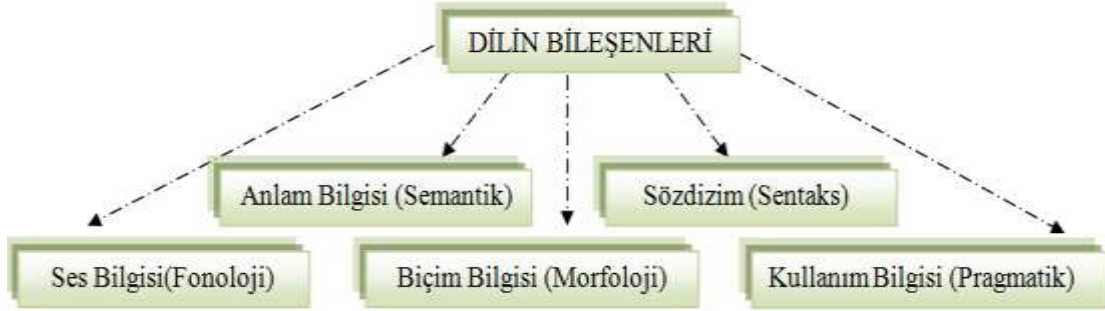 DİLİN BİLEŞENLERİ
Anlam Bilgisi (Semantik)
Sözdizim (Sentaks)
Ses Bilgisi(Fonoloji)
Biçim Bilgisi (Morfoloji)
Kullanım Bilgisi (Pragmatik)